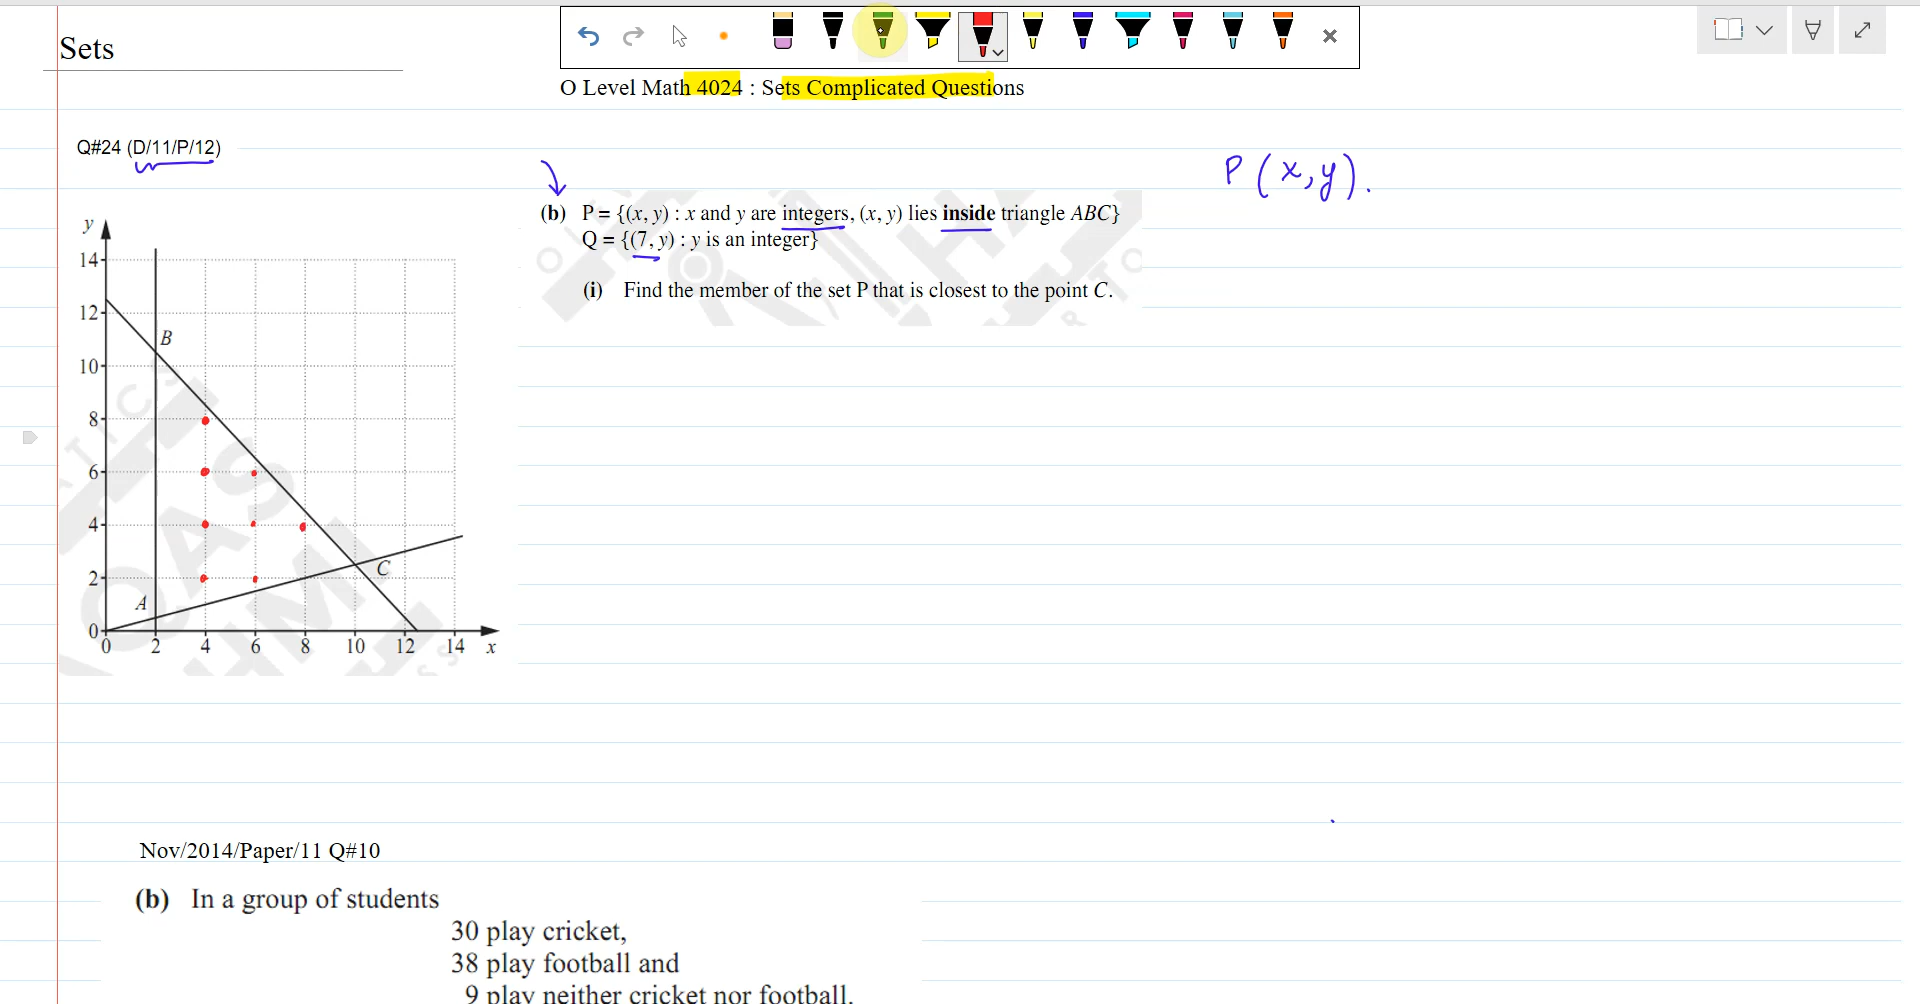 Sets
O Level Math 4024 : Sets Complicated Questions
Q#24 (D/11/P/12)
P (x, y).
(b) P = {(x, y) : x and y are integers, (x, y) lies inside triangle ABC}
Q = {(7, y) : y is an integer}
(i) Find the member of the set P that is closest to the point C.
y
14
12
B
10
8
6
4
C
2
A
0
0 2 4 6 8 10 12 14 x
Nov/2014/Paper/11 Q#10
(b) In a group of students
30 play cricket,
38 play football and
9 play neither cricket nor football.